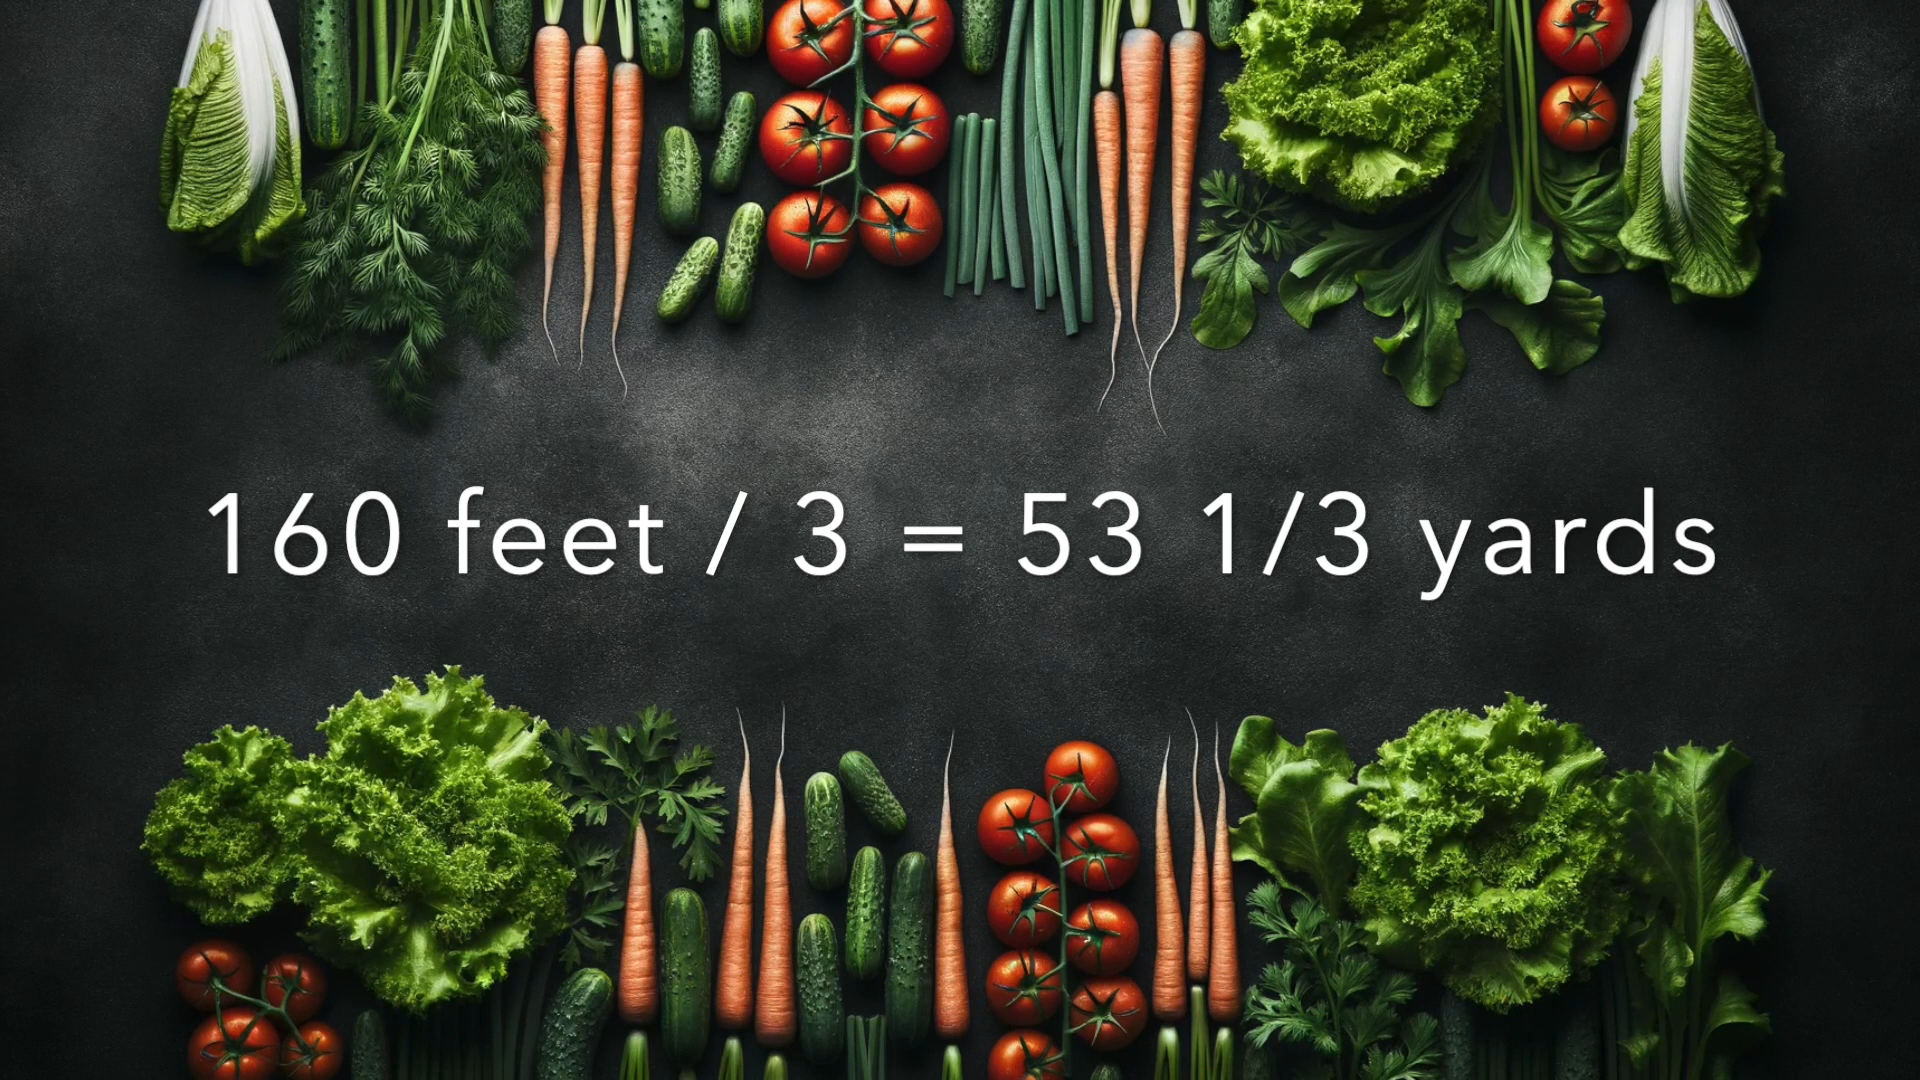 160 feet / 3 = 53 1/3 yards